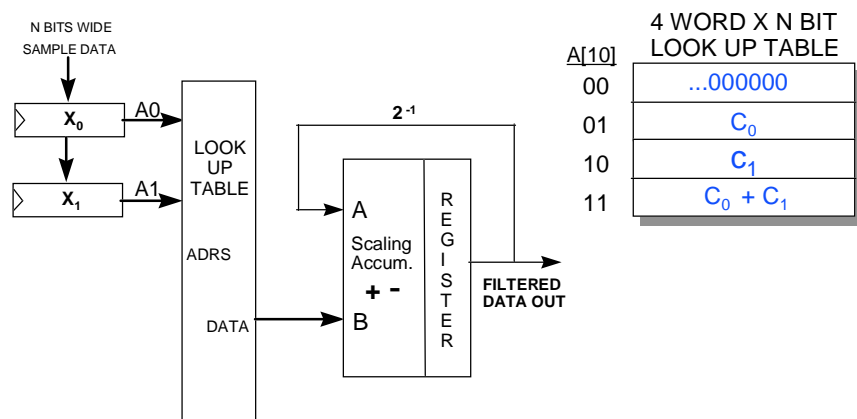 N BITS WIDE
SAMPLE DATA
X0
A0
X1
A1
LOOK
UP
TABLE
ADRS
DATA
2 -1
A
Scaling
Accum.
+ -
B
REGISTER
FILTERED
DATA OUT
4 WORD X N BIT
LOOK UP TABLE
A[10]
00 ...000000
01 C0
10 C1
11 C0 + C1